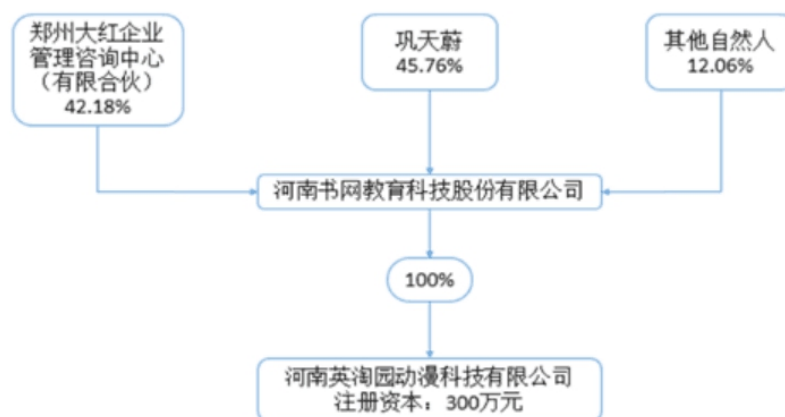 郑州大红企业
管理咨询中心
（有限合伙）
42.18%
巩天蔚
45.76%
其他自然人
12.06%
河南书网教育科技股份有限公司
100%
河南英淘园动漫科技有限公司
注册资本：300万元